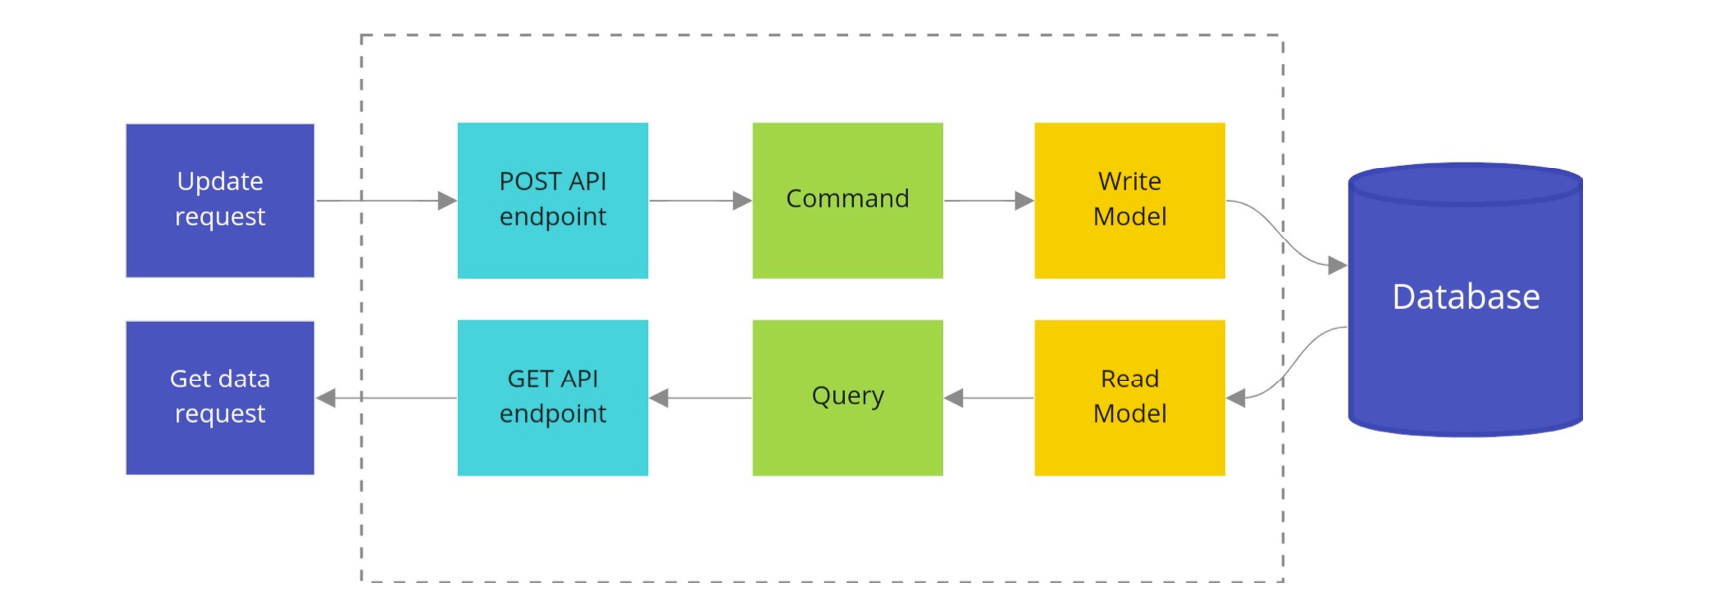 Update
request
POST API
endpoint
Command
Write
Model
Database
Get data
request
GET API
endpoint
Query
Read
Model